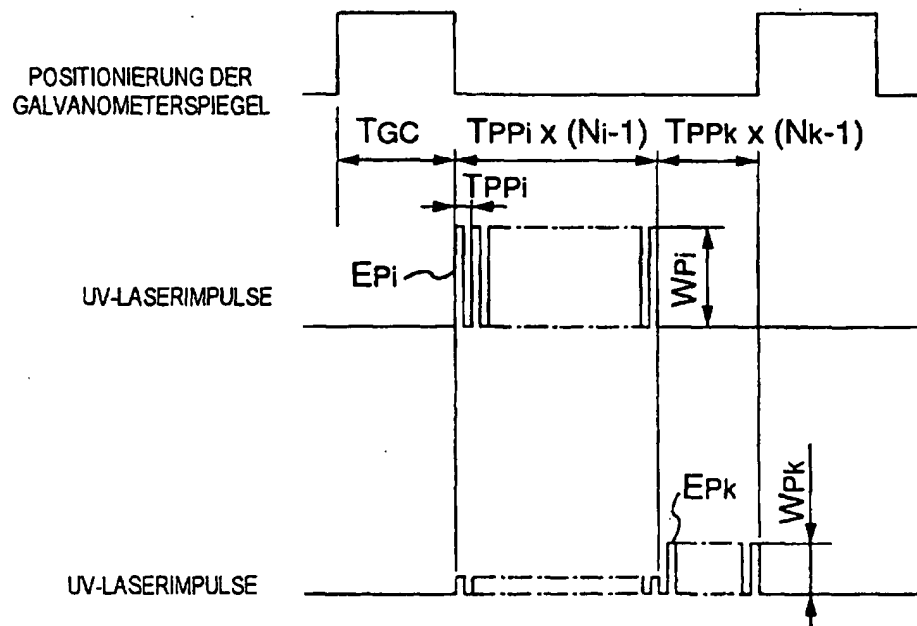 POSITIONIERUNG DER
GALVANOMETERSPIEGEL
TGC
TPPi x (Ni-1)
TPPk x (Nk-1)
TPPi
EPi
WPi
UV-LASERIMPULSE
EPk
WPk
UV-LASERIMPULSE